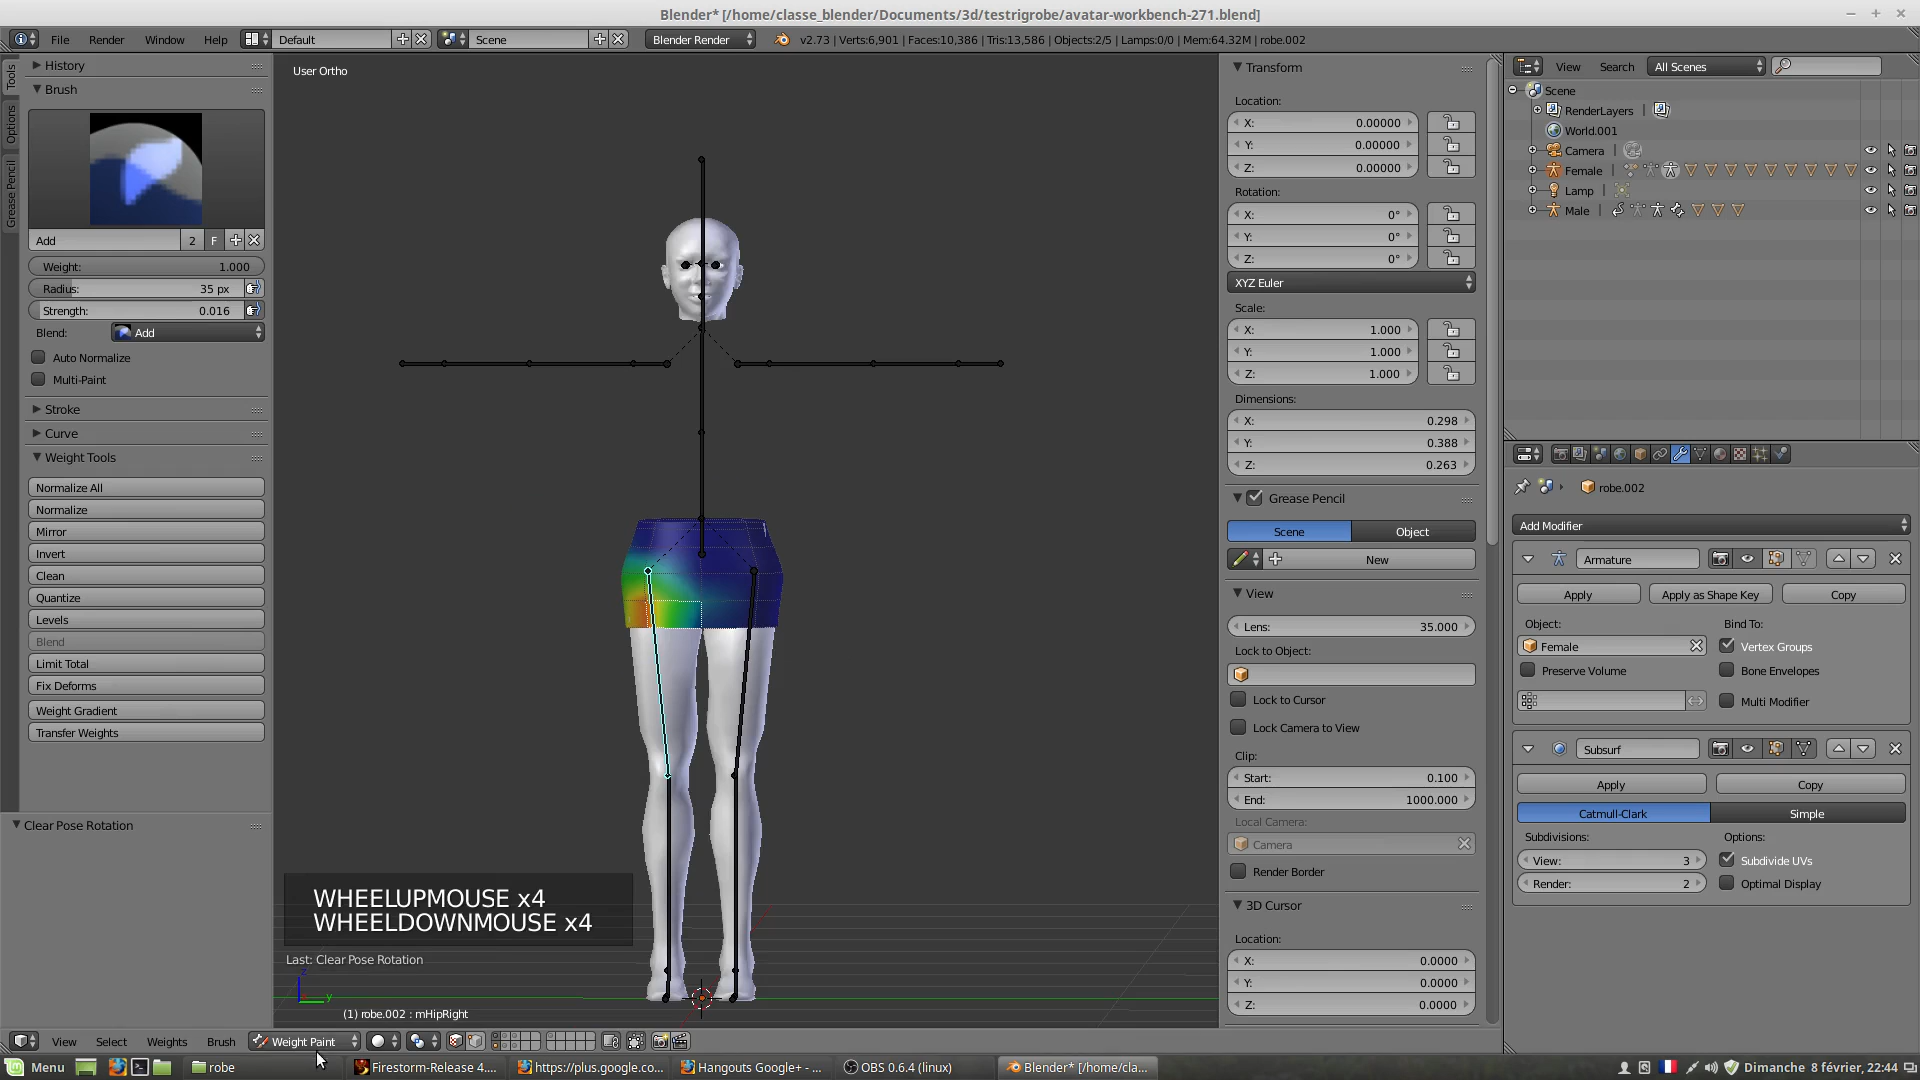 Blender* [/home/classe_blender/Documents/3d/testrigrobe/avatar-workbench-271.blend]
File Render Window Help Default Scene Blender Render v2.73 | Verts:6,901 | Faces:10,386 | Tris:13,586 | Objects:2/5 | Lamps:0/0 | Mem:64.32M | robe.002
Tools
Options
Grease Pencil
History
Brush
Add 2 F
Weight: 1.000
Radius: 35 px
Strength: 0.016
Blend: Add
Auto Normalize
Multi-Paint
Stroke
Curve
Weight Tools
Normalize All
Normalize
Mirror
Invert
Clean
Quantize
Levels
Blend
Limit Total
Fix Deforms
Weight Gradient
Transfer Weights
Clear Pose Rotation
User Ortho
WHEELUPMOUSE x4
WHEELDOWNMOUSE x4
Last: Clear Pose Rotation
z
y
(1) robe.002 : mHipRight
Transform
Location:
X: 0.00000
Y: 0.00000
Z: 0.00000
Rotation:
X: 0°
Y: 0°
Z: 0°
XYZ Euler
Scale:
X: 1.000
Y: 1.000
Z: 1.000
Dimensions:
X: 0.298
Y: 0.388
Z: 0.263
Grease Pencil
Scene Object
New
View
Lens: 35.000
Lock to Object:
Lock to Cursor
Lock Camera to View
Clip:
Start: 0.100
End: 1000.000
Local Camera:
Camera
Render Border
3D Cursor
Location:
X: 0.0000
Y: 0.0000
Z: 0.0000
View Search All Scenes
Scene
RenderLayers
World.001
Camera
Female
Lamp
Male
robe.002
Add Modifier
Armature
Apply Apply as Shape Key Copy
Object: Bind To:
Female Vertex Groups
Preserve Volume Bone Envelopes
Multi Modifier
Subsurf
Apply Copy
Catmull-Clark Simple
Subdivisions: Options:
View: 3 Subdivide UVs
Render: 2 Optimal Display
View Select Weights Brush Weight Paint
Menu robe Firestorm-Release 4.... https://plus.google.co... Hangouts Google+ - ... OBS 0.6.4 (linux) Blender* [/home/cla... Dimanche 8 février, 22:44